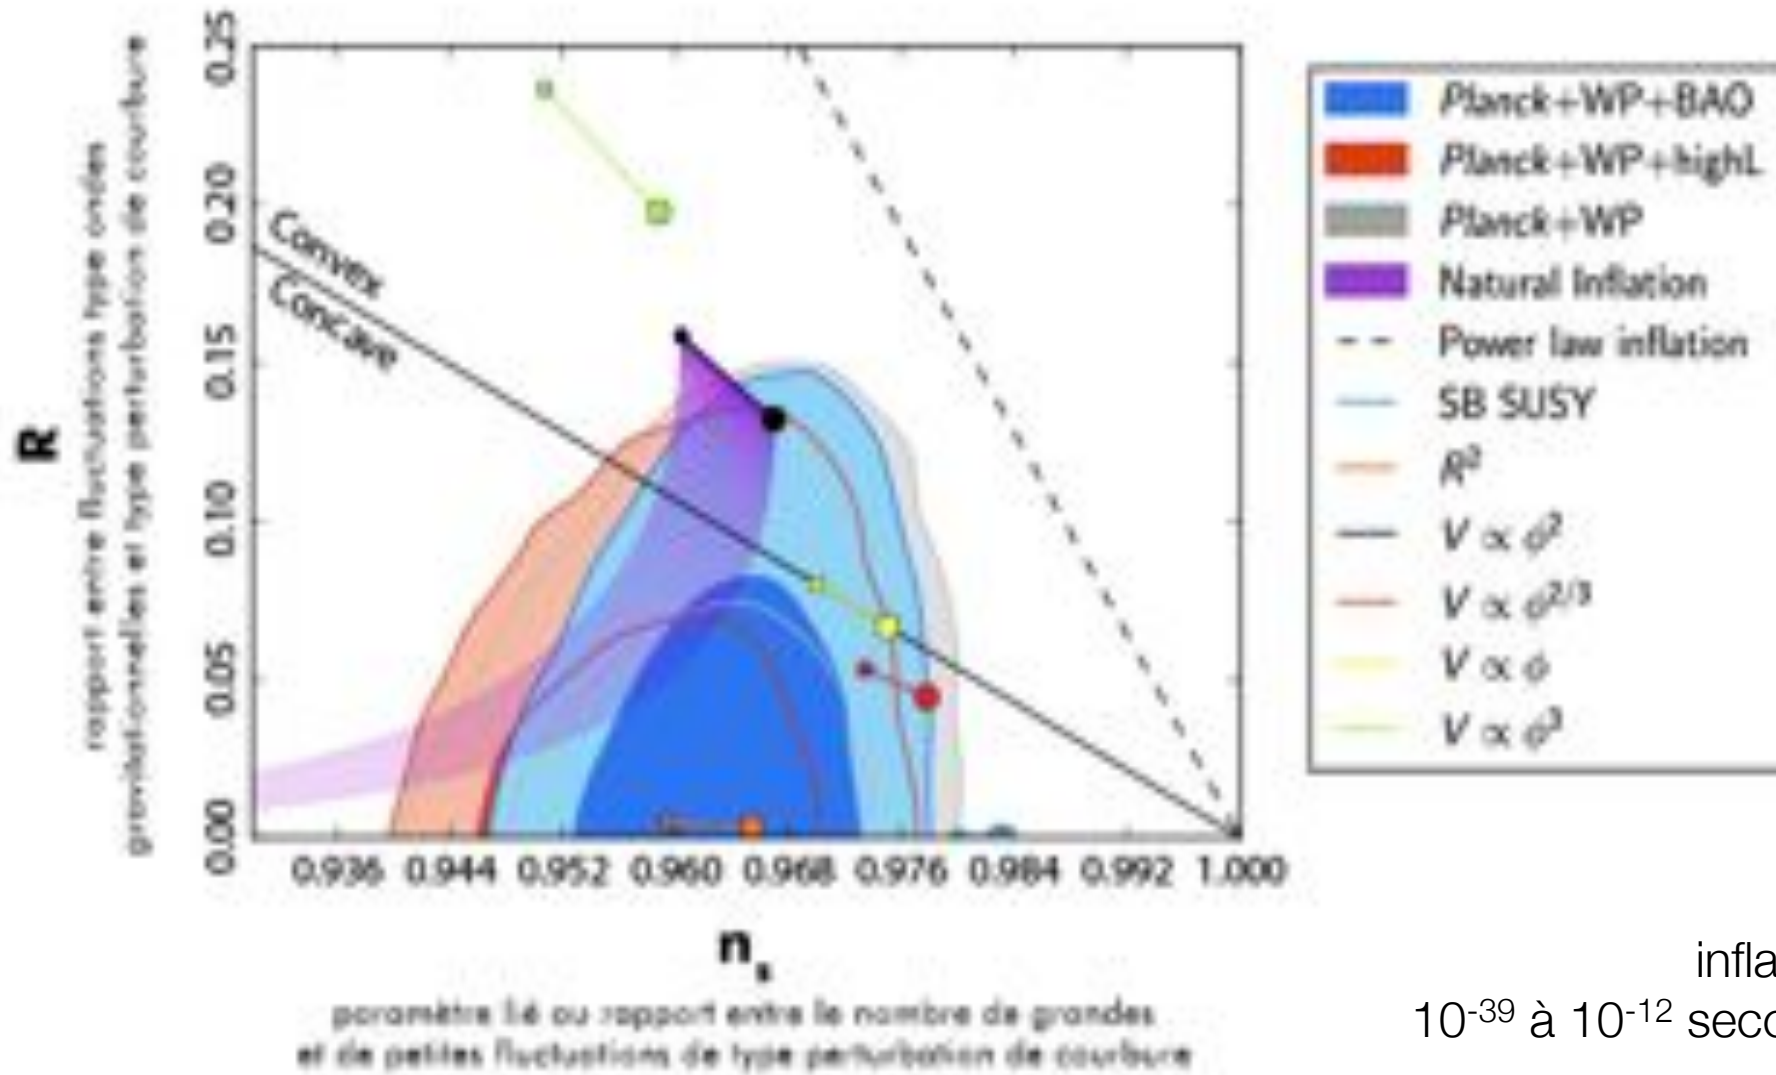 R
rapport entre fluctuations type ondes
gravitationnelles et type perturbation de courbure
0.25
0.20
0.15
0.10
0.05
0.00
Convex
Concave
0.936 0.944 0.952 0.960 0.968 0.976 0.984 0.992 1.000
n_s
paramètre lié au rapport entre le nombre de grandes
et de petites fluctuations de type perturbation de courbure
Planck+WP+BAO
Planck+WP+highL
Planck+WP
Natural Inflation
Power law inflation
SB SUSY
R²
V ∝ ϕ²
V ∝ ϕ²/³
V ∝ ϕ
V ∝ ϕ³
infla
10⁻³⁹ à 10⁻¹² seco